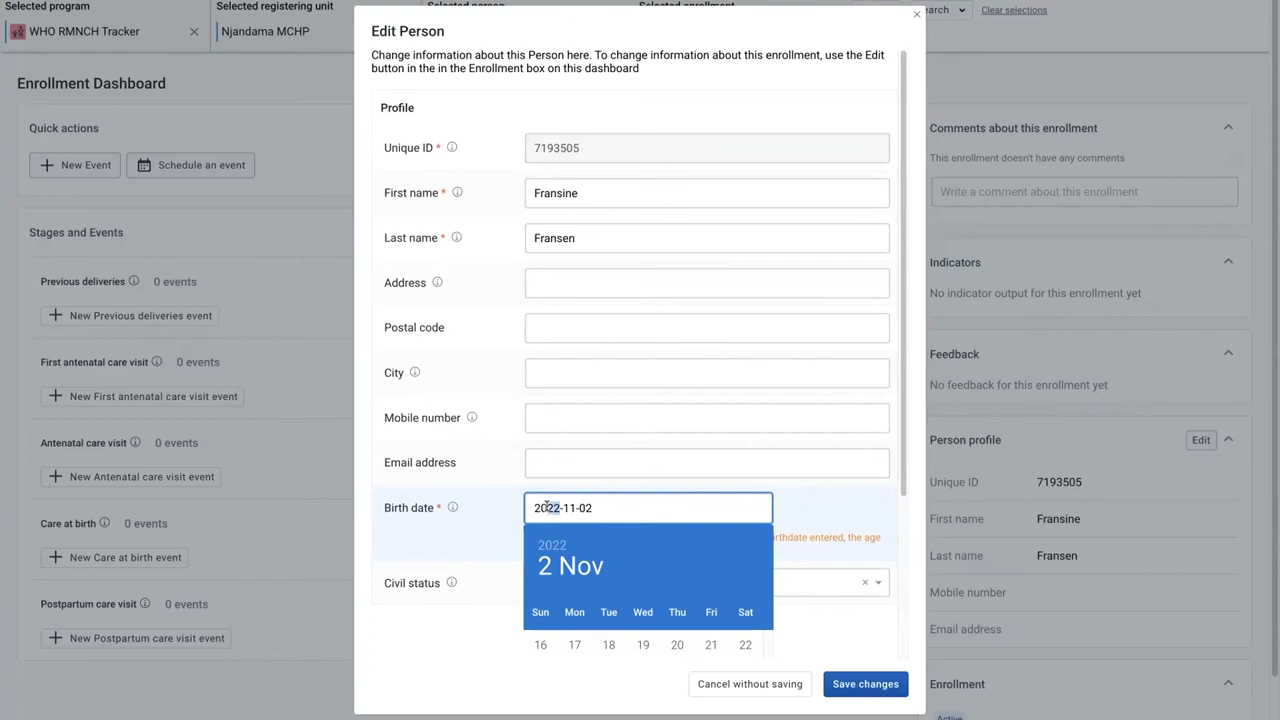 Selected program
Selected registering unit
Selected person
Selected enrollment
WHO RMNCH Tracker
Njandama MCHP
earch
Clear selections
Enrollment Dashboard
Quick actions
New Event
Schedule an event
Stages and Events
Previous deliveries
0 events
New Previous deliveries event
First antenatal care visit
0 events
New First antenatal care visit event
Antenatal care visit
0 events
New Antenatal care visit event
Care at birth
0 events
New Care at birth event
Postpartum care visit
0 events
New Postpartum care visit event
Edit Person
Change information about this Person here. To change information about this enrollment, use the Edit
button in the in the Enrollment box on this dashboard
Profile
Unique ID *
7193505
First name *
Fransine
Last name *
Fransen
Address
Postal code
City
Mobile number
Email address
Birth date *
2022-11-02
irthdate entered, the age
2022
2 Nov
Sun Mon Tue Wed Thu Fri Sat
16 17 18 19 20 21 22
Civil status
Cancel without saving
Save changes
Comments about this enrollment
This enrollment doesn't have any comments
Write a comment about this enrollment
Indicators
No indicator output for this enrollment yet
Feedback
No feedback for this enrollment yet
Person profile
Edit
Unique ID
7193505
First name
Fransine
Last name
Fransen
Mobile number
Email address
Enrollment
Active